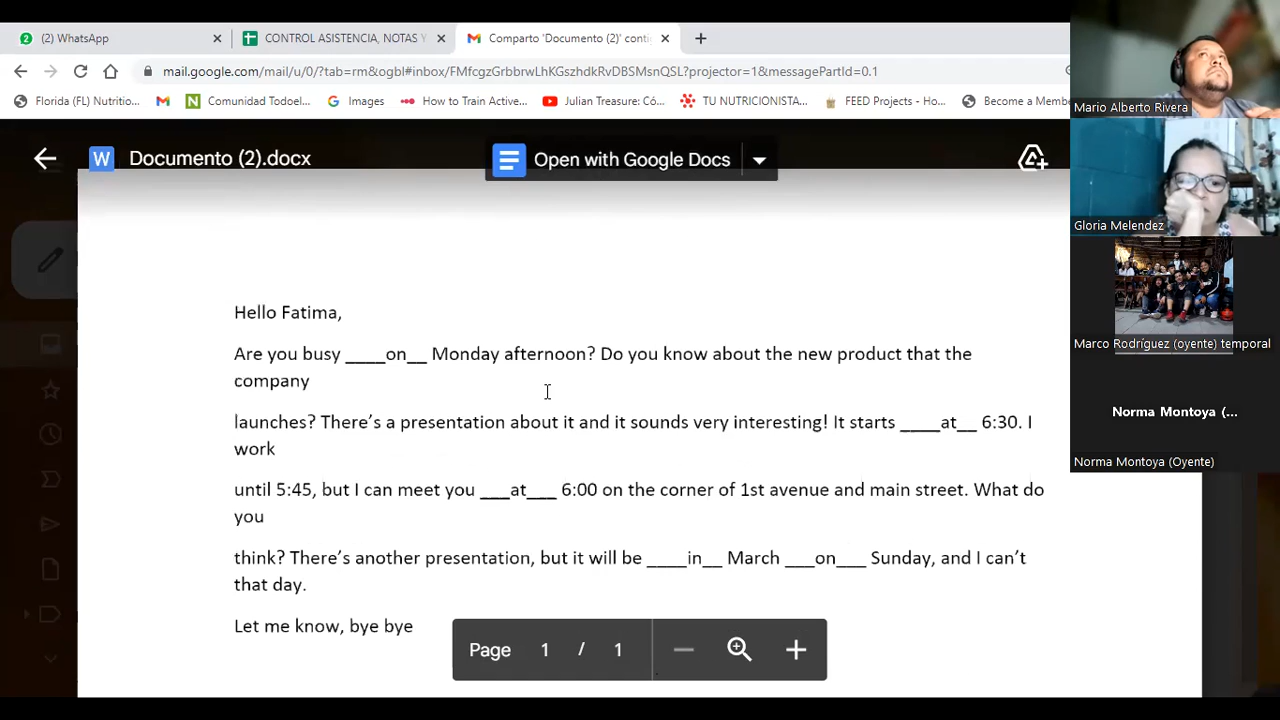 (2) WhatsApp
CONTROL ASISTENCIA, NOTAS Y
Comparto 'Documento (2)' conti
mail.google.com/mail/u/0/?tab=rm&ogbl#inbox/FMfcgzGrbbrwLhKGszhdkRvDBSMsnQSL?projector=1&messagePartId=0.1
Florida (FL) Nutritio...
Comunidad Todoel...
Images
How to Train Active...
Julian Treasure: Có...
TU NUTRICIONISTA...
FEED Projects - Ho...
Become a Membe
Documento (2).docx
Open with Google Docs
Hello Fatima,
Are you busy ____on__ Monday afternoon? Do you know about the new product that the
company
launches? There's a presentation about it and it sounds very interesting! It starts ____at__ 6:30. I
work
until 5:45, but I can meet you ___at___ 6:00 on the corner of 1st avenue and main street. What do
you
think? There's another presentation, but it will be ____in__ March ___on___ Sunday, and I can't
that day.
Let me know, bye bye
Page 1 / 1
Mario Alberto Rivera
Gloria Melendez
Marco Rodríguez (oyente) temporal
Norma Montoya (...
Norma Montoya (Oyente)